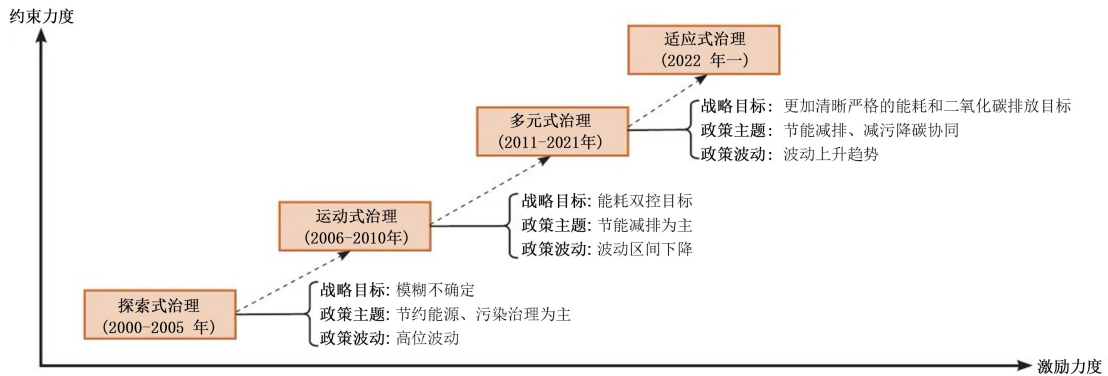 约束力度
适应式治理
(2022 年一)
战略目标: 更加清晰严格的能耗和二氧化碳排放目标
政策主题: 节能减排、减污降碳协同
政策波动: 波动上升趋势
多元式治理
(2011-2021年)
战略目标: 能耗双控目标
政策主题: 节能减排为主
政策波动: 波动区间下降
运动式治理
(2006-2010年)
战略目标: 模糊不确定
政策主题: 节约能源、污染治理为主
政策波动: 高位波动
探索式治理
(2000-2005 年)
激励力度